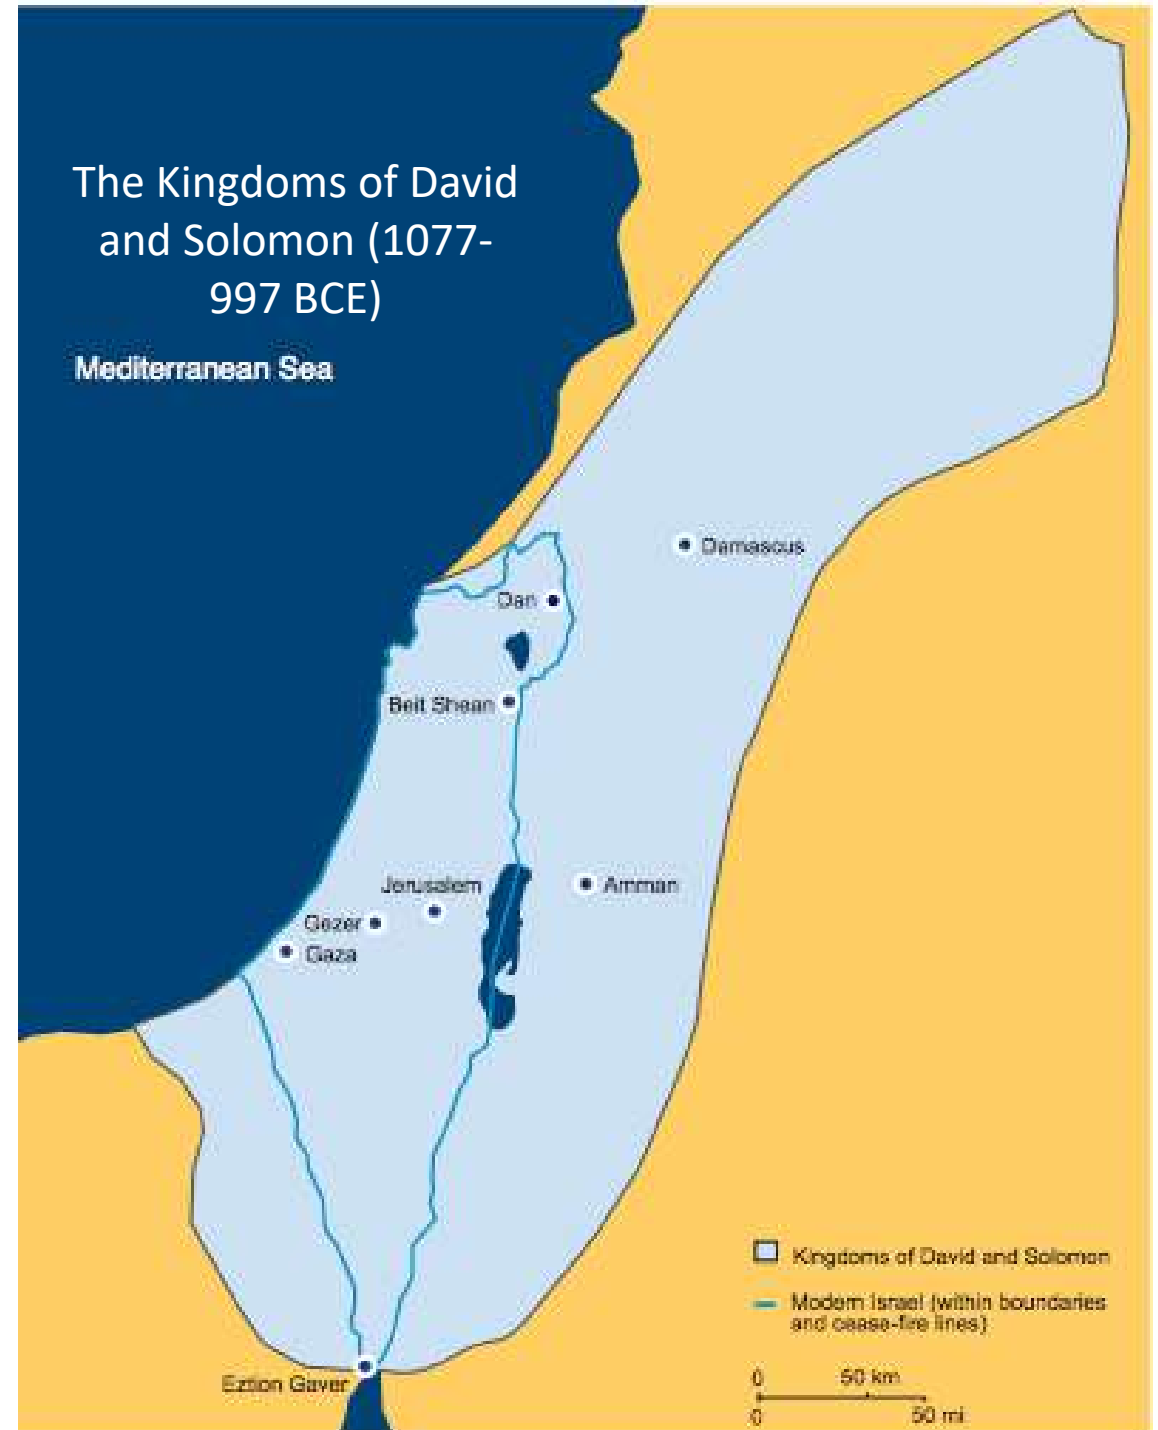 The Kingdoms of David
and Solomon (1077-
997 BCE)
Mediterranean Sea
Damascus
Dan
Beit Shean
Jerusalem
Amman
Gezer
Gaza
Kingdoms of David and Solomon
Modern Israel (within boundaries
and cease-fire lines)
Eztion Gaver
0 50 km
0 50 mi